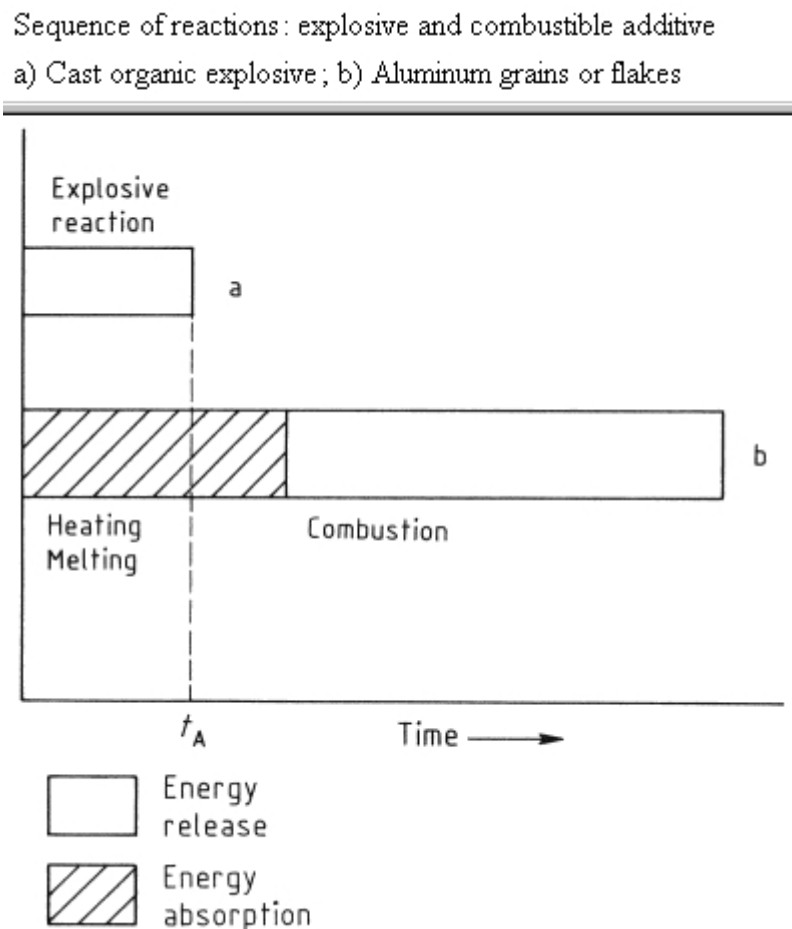 Sequence of reactions: explosive and combustible additive
a) Cast organic explosive; b) Aluminum grains or flakes
Explosive
reaction
a
b
Heating
Melting
Combustion
tA
Time
Energy
release
Energy
absorption